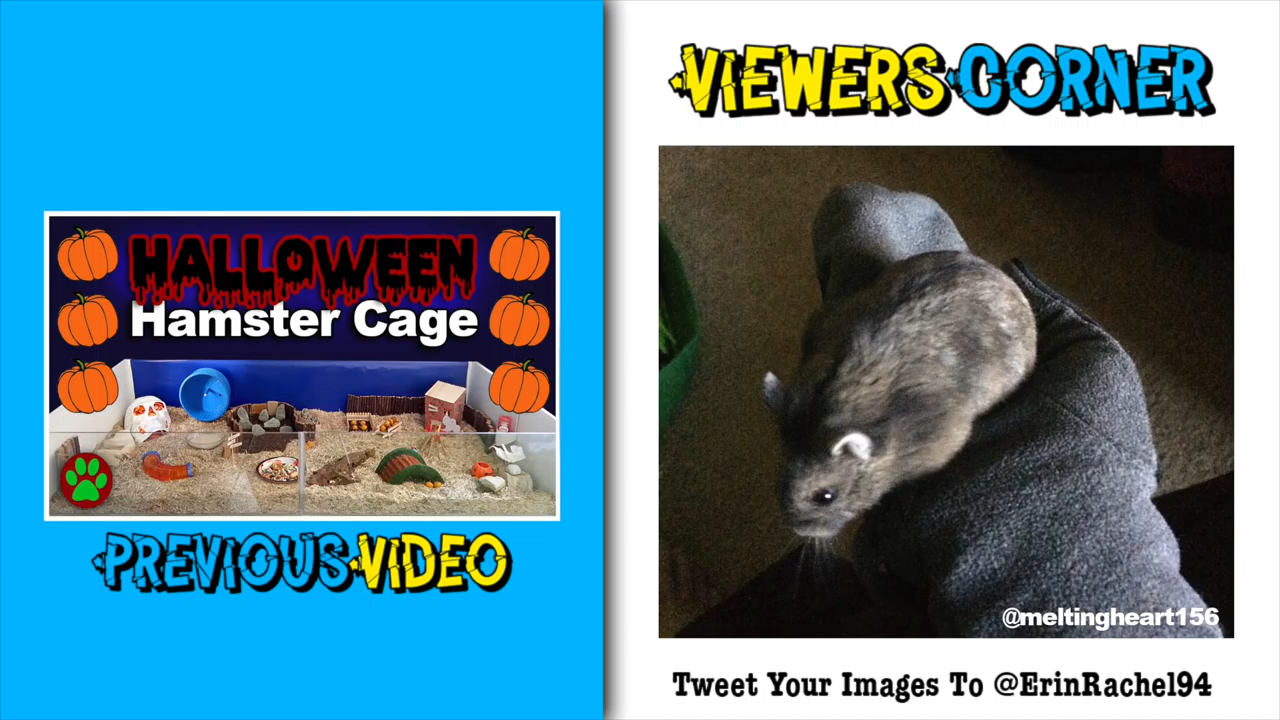 HALLOWEEN
Hamster Cage
PREVIOUS VIDEO
VIEWERS CORNER
@meltingheart156
Tweet Your Images To @ErinRachel94